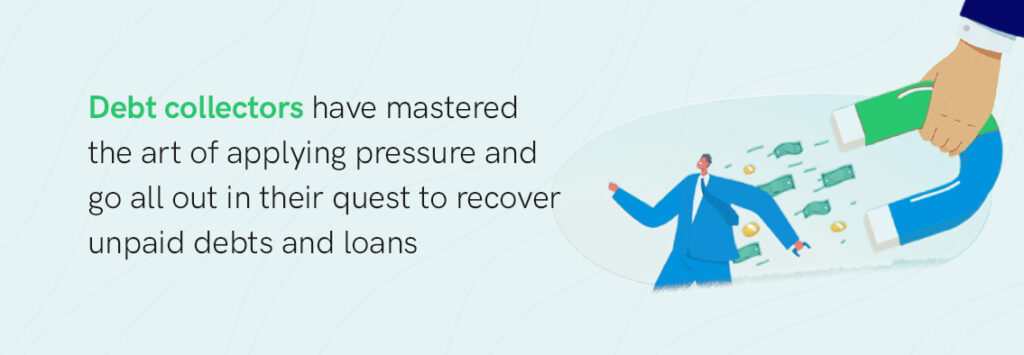 Debt collectors have mastered
the art of applying pressure and
go all out in their quest to recover
unpaid debts and loans